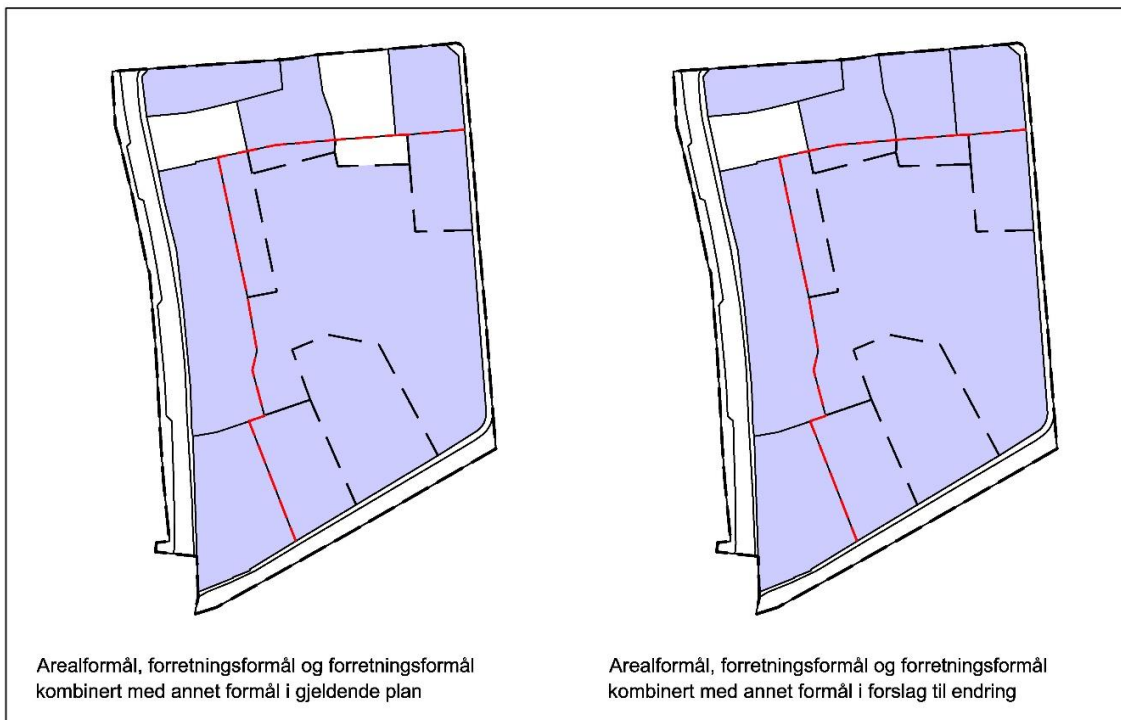 Arealformål, forretningsformål og forretningsformål
kombinert med annet formål i gjeldende plan
Arealformål, forretningsformål og forretningsformål
kombinert med annet formål i forslag til endring